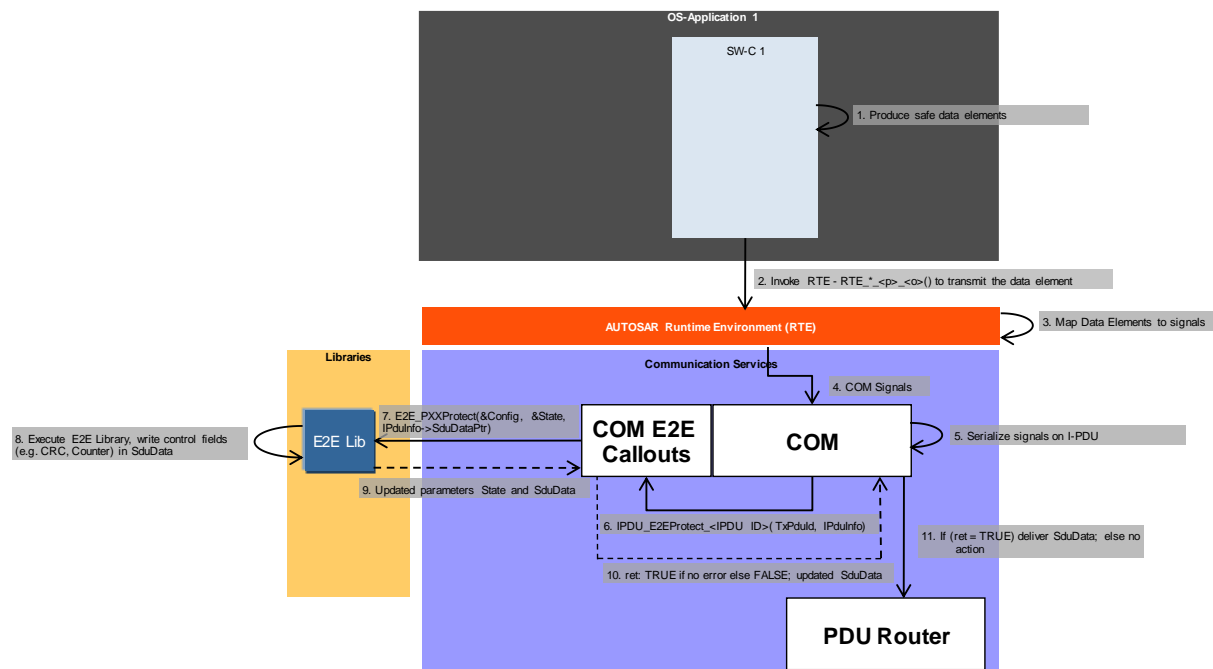 OS-Application 1
SW-C 1
1. Produce safe data elements
2. Invoke RTE - RTE_*_<p>_<o>() to transmit the data element
AUTOSAR Runtime Environment (RTE)
3. Map Data Elements to signals
Libraries
Communication Services
4. COM Signals
7. E2E_PXXProtect(&Config, &State,
IPduInfo->SduDataPtr)
8. Execute E2E Library, write control fields
(e.g. CRC, Counter) in SduData
E2E Lib
COM E2E
Callouts
COM
5. Serialize signals on I-PDU
9. Updated parameters State and SduData
6. IPDU_E2EProtect_<IPDU ID>( TxPduId, IPduInfo)
11. If (ret = TRUE) deliver SduData; else no
action
10. ret: TRUE if no error else FALSE; updated SduData
PDU Router